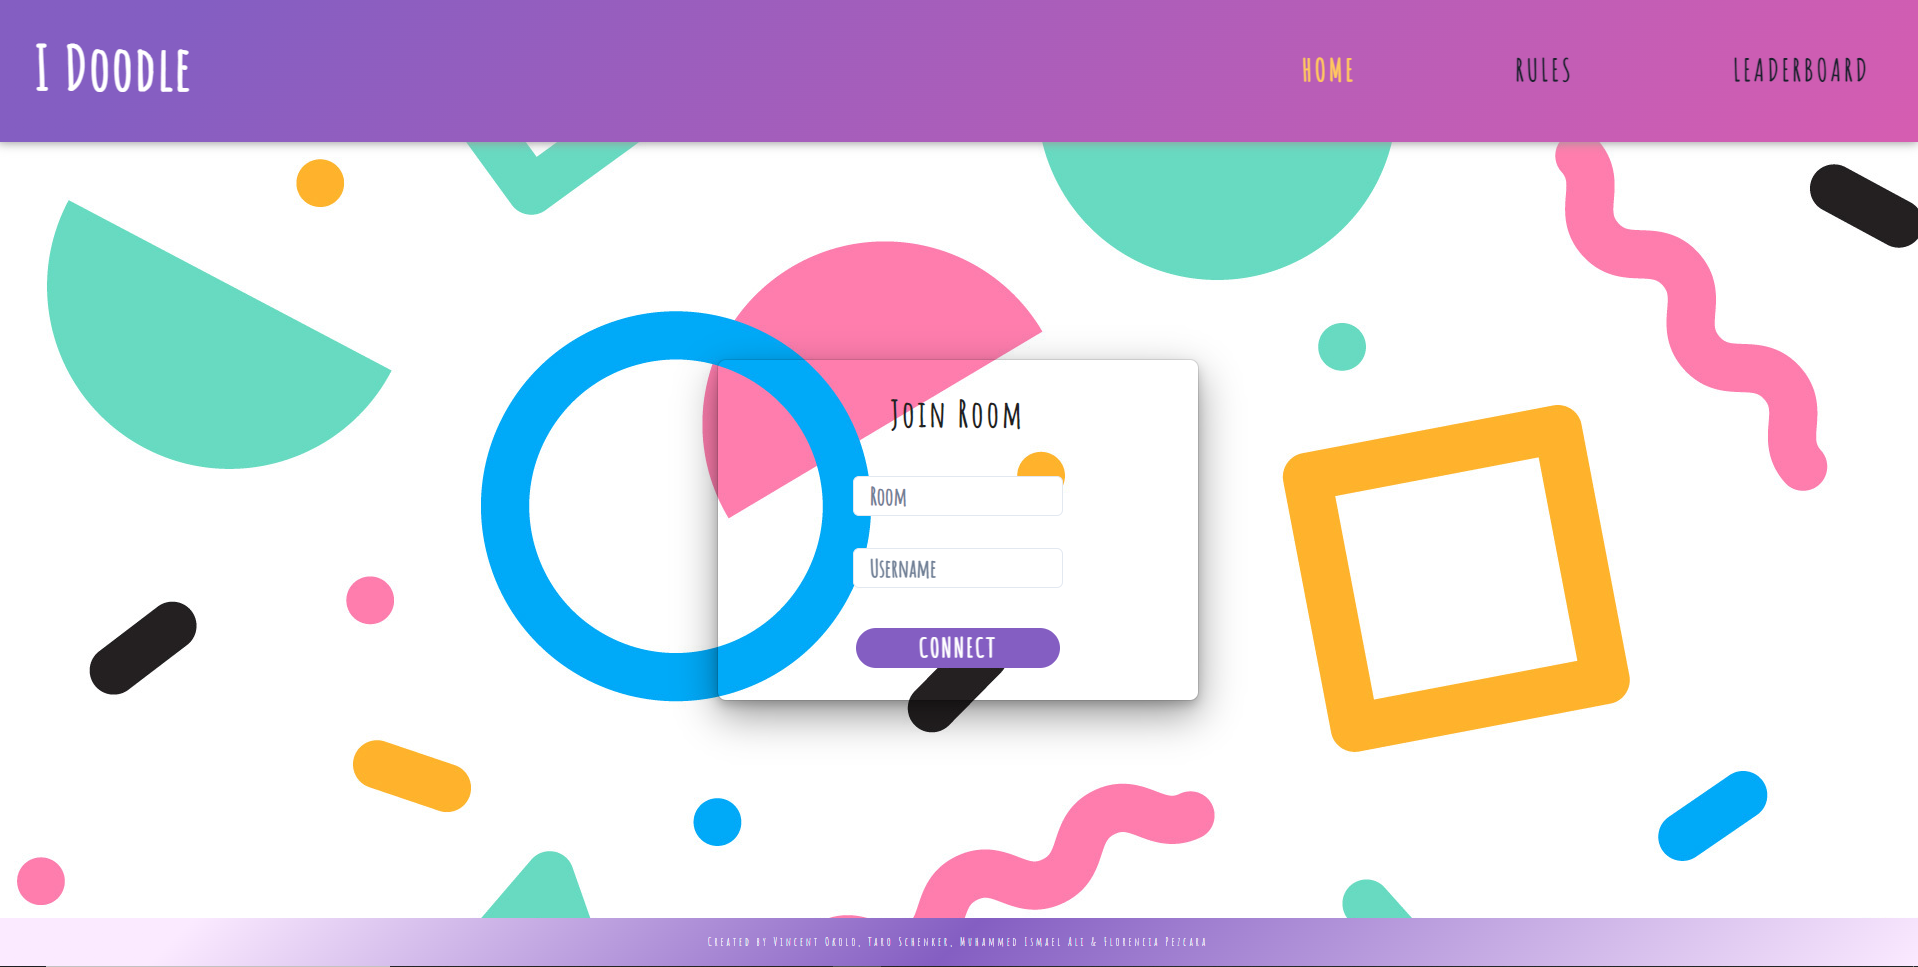 I Doodle
HOME
RULES
LEADERBOARD
Join Room
Room
Username
CONNECT
Created by Vincent Okolo, Taro Schenker, Muhammed Ismael Ali & Florencia Pezcara